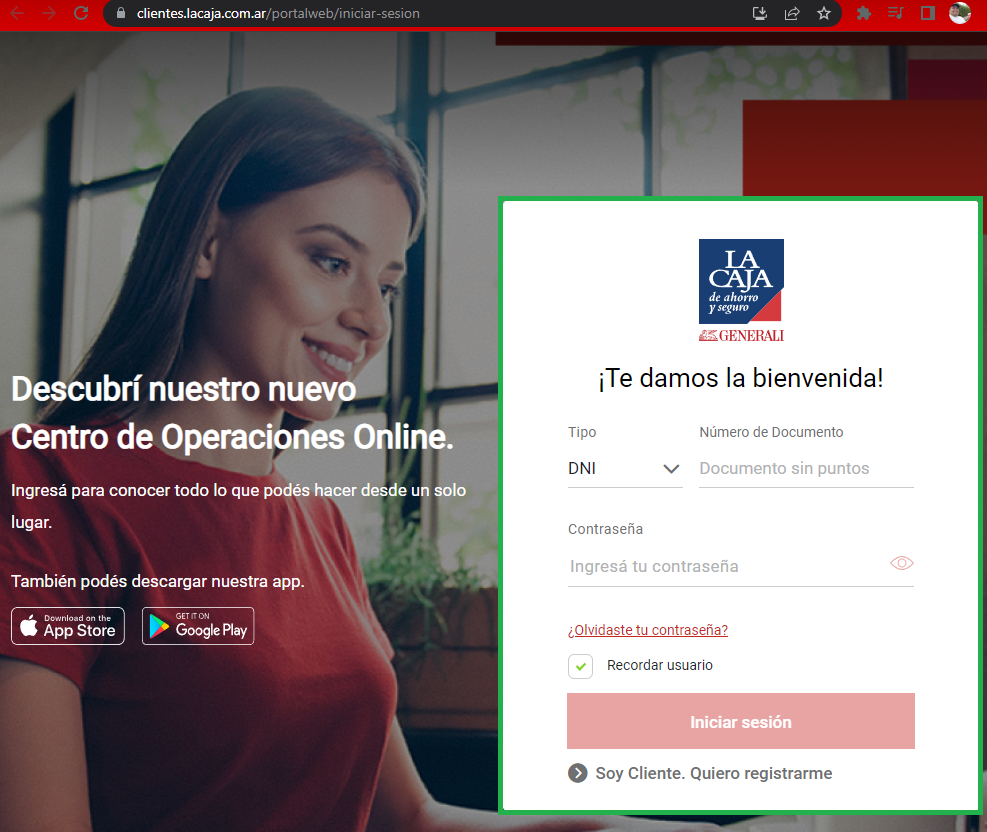 clientes.lacaja.com.ar/portalweb/iniciar-sesion
Descubrí nuestro nuevo
Centro de Operaciones Online.
Ingresá para conocer todo lo que podés hacer desde un solo
lugar.
También podés descargar nuestra app.
Download on the
App Store
GET IT ON
Google Play
LA
CAJA
de ahorro
y seguro
GENERALI
¡Te damos la bienvenida!
Tipo
Número de Documento
DNI
Documento sin puntos
Contraseña
Ingresá tu contraseña
¿Olvidaste tu contraseña?
Recordar usuario
Iniciar sesión
Soy Cliente. Quiero registrarme